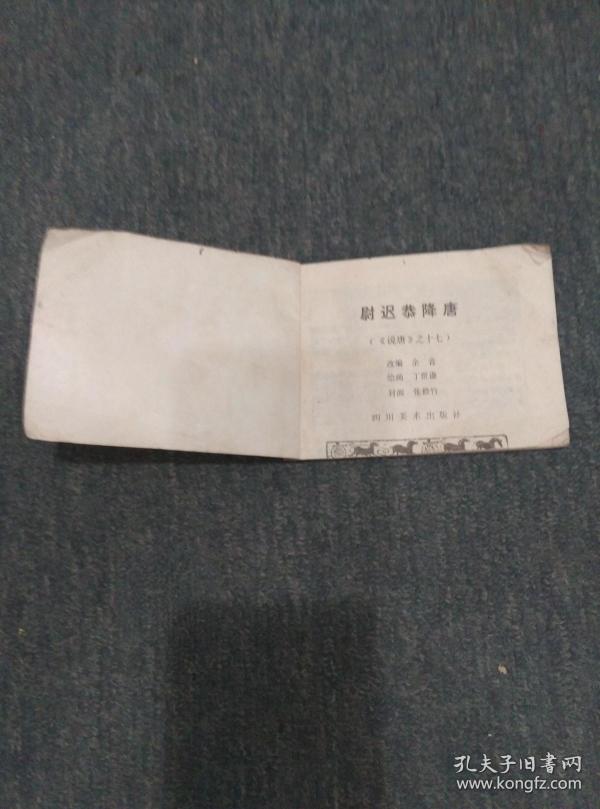 尉迟恭降唐
(《说唐》之十七)
改编 余音
绘画 丁世谦
封面 张修竹
四川美术出版社
孔夫子旧书网
www.kongfz.com